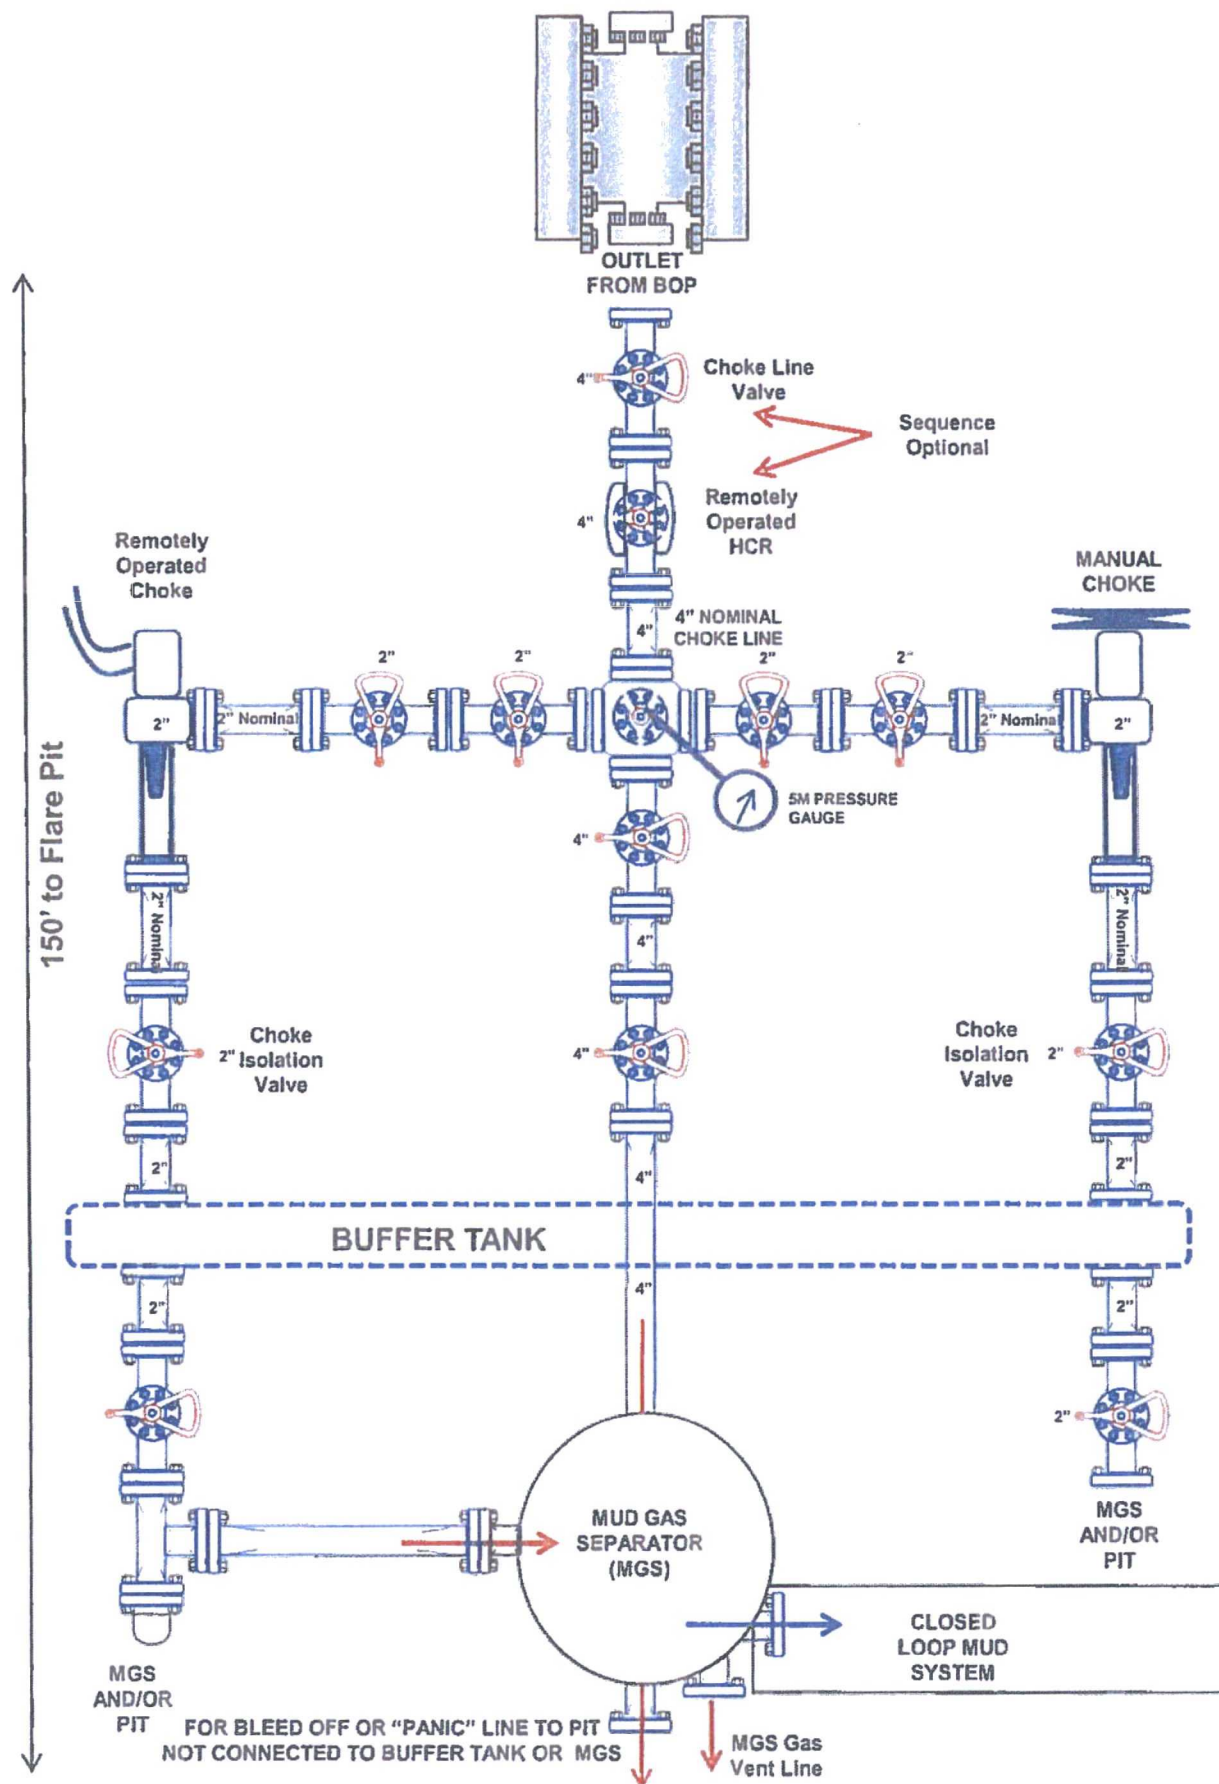 OUTLET
FROM BOP
4"
Choke Line
Valve
Sequence
Optional
4"
Remotely
Operated
HCR
Remotely
Operated
Choke
MANUAL
CHOKE
4"
4" NOMINAL
CHOKE LINE
2"
2"
2"
2"
2"
2" Nominal
2" Nominal
2"
5M PRESSURE
GAUGE
4"
150' to Flare Pit
2" Nominal
4"
2" Nominal
2"
Choke
Isolation
Valve
4"
Choke
Isolation
Valve
2"
2"
4"
2"
BUFFER TANK
2"
4"
2"
2"
MUD GAS
SEPARATOR
(MGS)
MGS
AND/OR
PIT
CLOSED
LOOP MUD
SYSTEM
MGS
AND/OR
PIT
FOR BLEED OFF OR "PANIC" LINE TO PIT
NOT CONNECTED TO BUFFER TANK OR MGS
MGS Gas
Vent Line